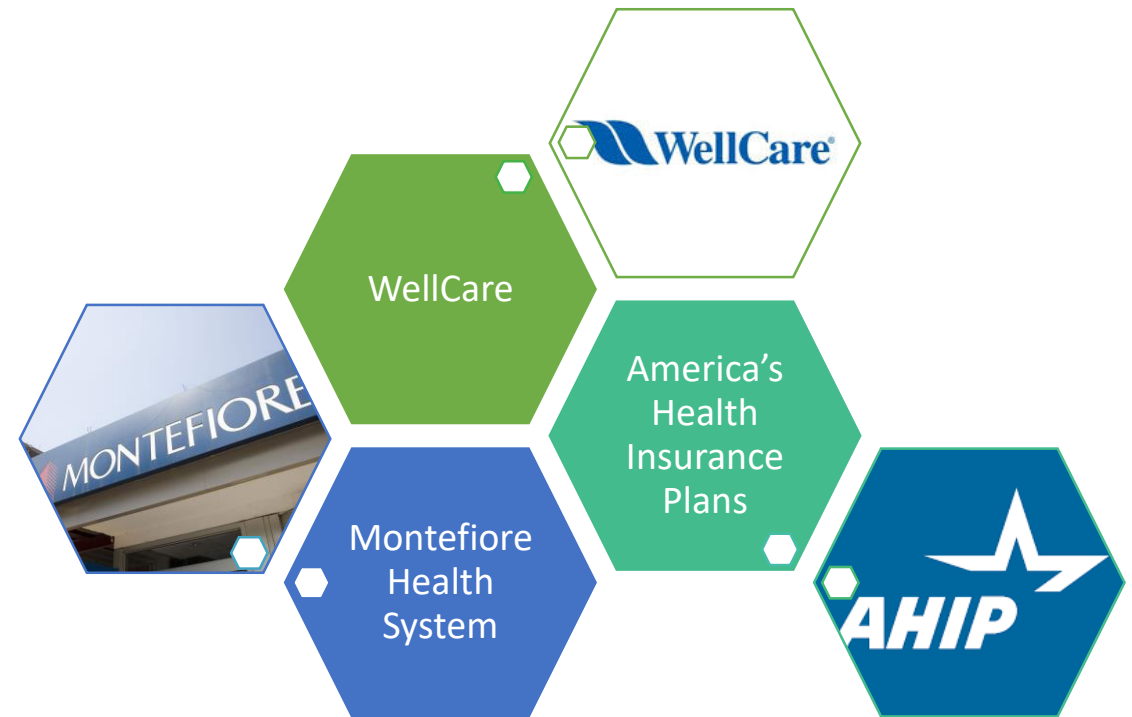 WellCare®
WellCare
America’s
Health
Insurance
Plans
MONTEFIORE
Montefiore
Health
System
AHIP